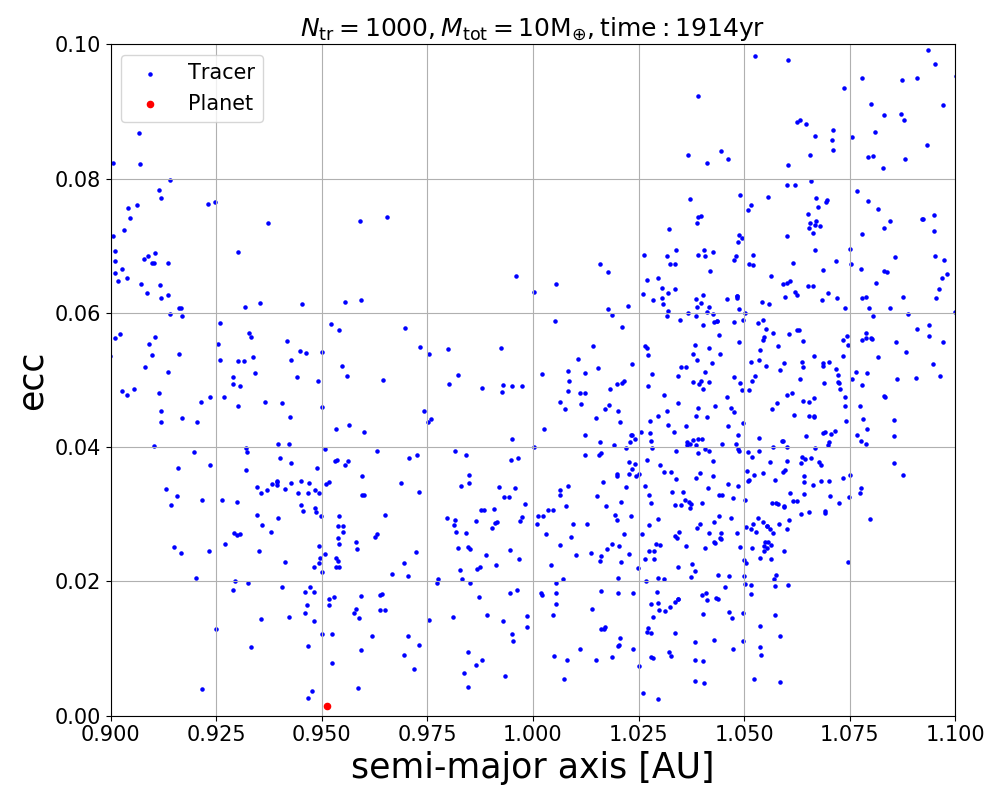 N_tr = 1000, M_tot = 10M_⊕, time : 1914yr
0.10
Tracer
Planet
0.08
0.06
ecc
0.04
0.02
0.00
0.900 0.925 0.950 0.975 1.000 1.025 1.050 1.075 1.100
semi-major axis [AU]